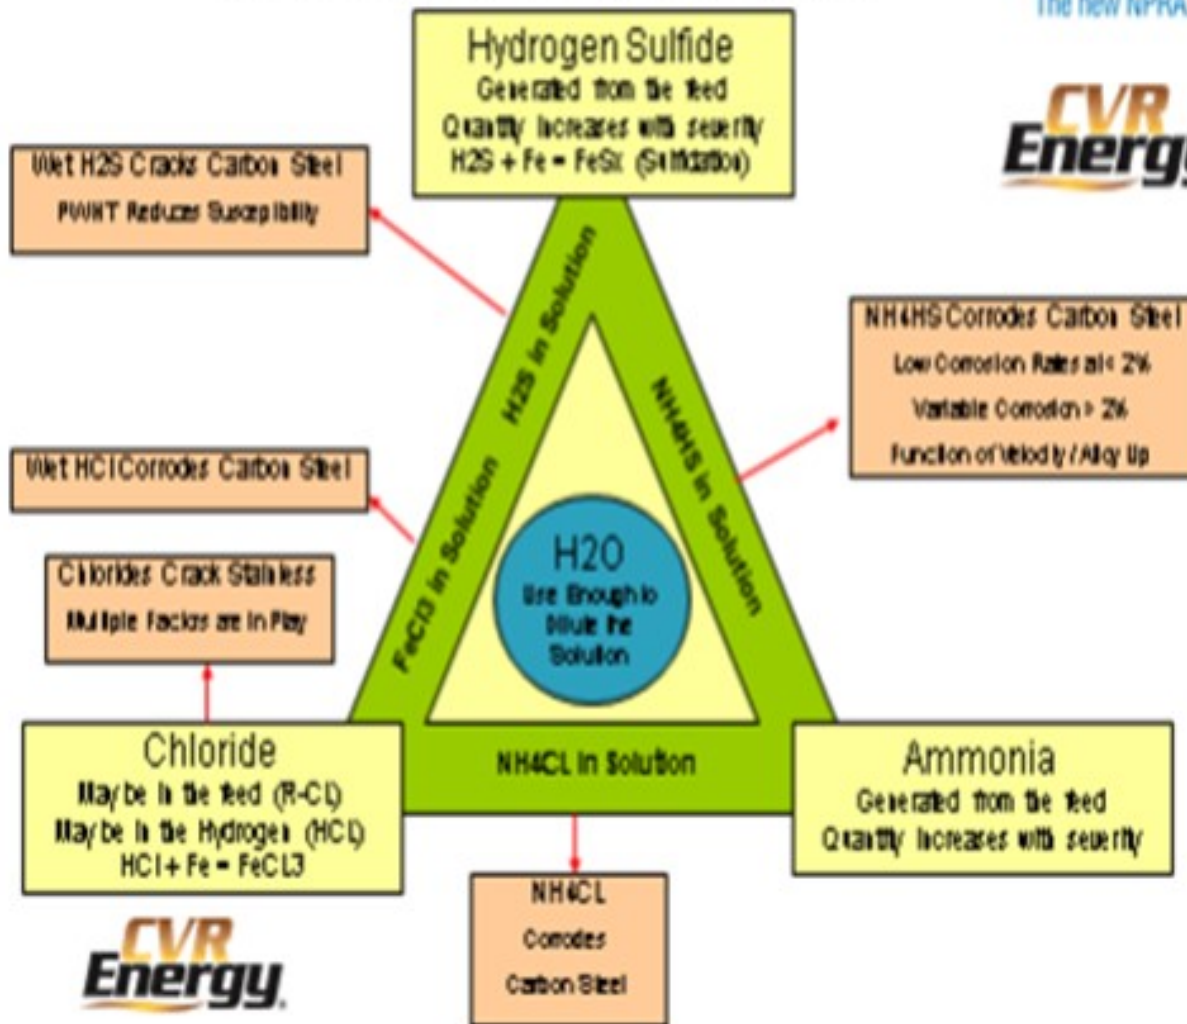 The new NPRA
CVR
Energy
Hydrogen Sulfide
Generated from the feed
Quantity Increases with severity
H2S + Fe = FeSx (Sulfidation)
Wet H2S Cracks Carbon Steel
PWHT Reduces Susceptibility
H2S in Solution
NH4HS in Solution
NH4HS Corrodes Carbon Steel
Low Corrosion Rates at < 2%
Variable Corrosion > 2%
Function of Velocity / Alloy Up
Wet HCl Corrodes Carbon Steel
FeCl3 in Solution
H2O
Use Enough to
Dilute the
Solution
Chlorides Crack Stainless
Multiple Factors are In Play
Chloride
May be In the feed (R-CL)
May be In the Hydrogen (HCL)
HCl + Fe = FeCL3
NH4CL In Solution
Ammonia
Generated from the feed
Quantity Increases with severity
NH4CL
Corrodes
Carbon Steel
CVR
Energy